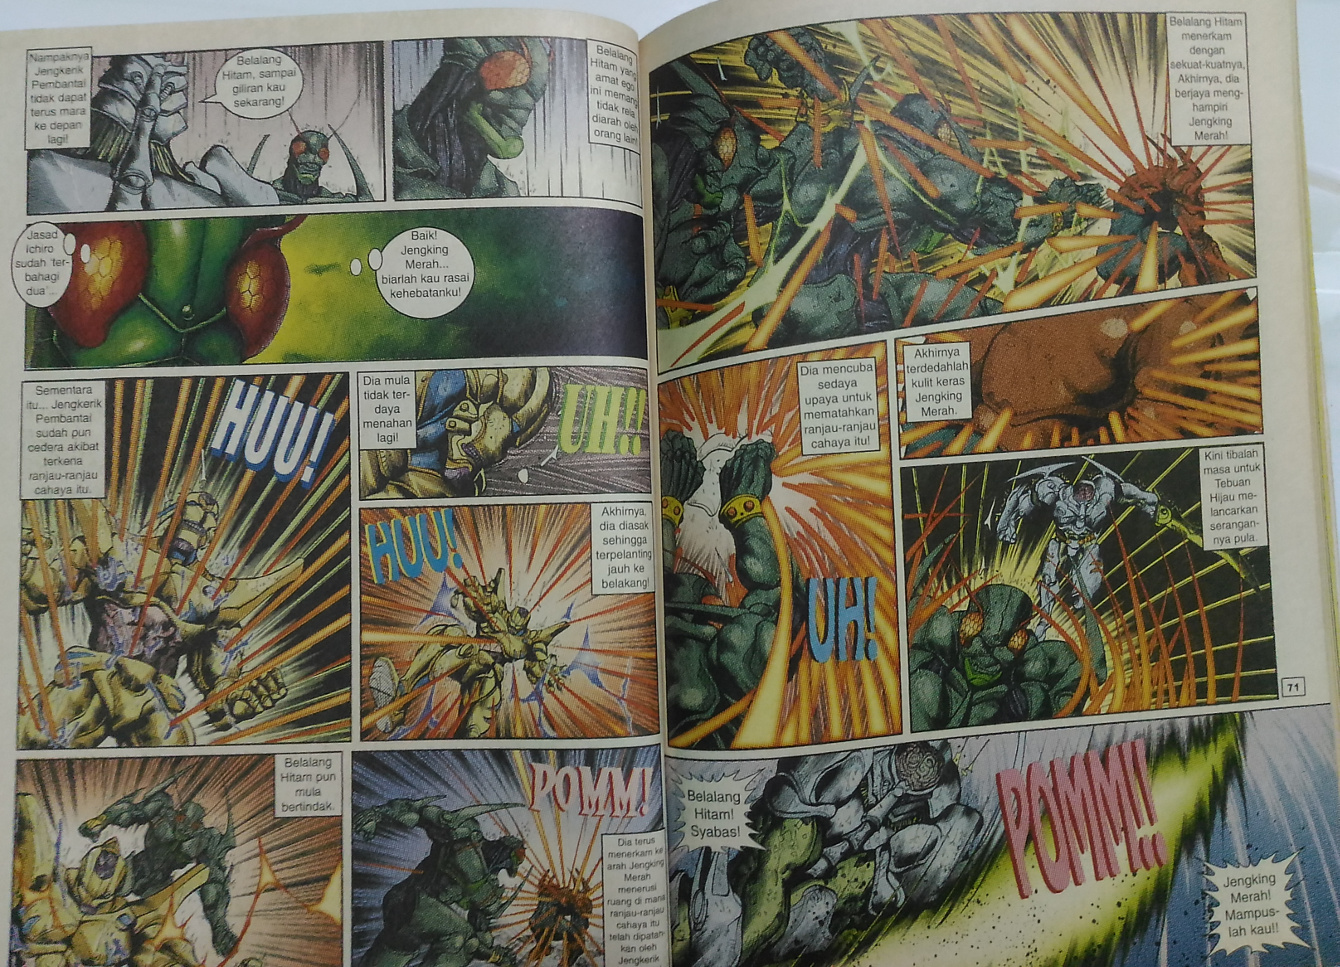 Nampaknya
Jengkerik
Pembantai
tidak dapat
terus mara
ke depan
lagi!
Belalang
Hitam, sampai
giliran kau
sekarang!
Belalang
Hitam yang
amat ego
ini memang
tidak rela
diarah oleh
orang lain!
Jasad
Ichiro
sudah 'ter-
bahagi
dua'...
Baik!
Jengking
Merah...
biarlah kau rasai
kehebatanku!
Sementara
itu... Jengkerik
Pembantai
sudah pun
cedera akibat
terkena
ranjau-ranjau
cahaya itu.
HUU!
Dia mula
tidak ter-
daya
menahan
lagi!
UH!!
HUU!
Akhirnya,
dia diasak
sehingga
terpelanting
jauh ke
belakang!
Belalang
Hitam pun
mula
bertindak.
POMM!
Dia terus
menerkam ke
arah Jengking
Merah
menerusi
ruang di mana
ranjau-ranjau
cahaya itu
telah dipatah-
kan oleh
Jengkerik
Belalang Hitam
menerkam
dengan
sekuat-kuatnya,
Akhirnya, dia
berjaya meng-
hampiri
Jengking
Merah!
Dia mencuba
sedaya
upaya untuk
mematahkan
ranjau-ranjau
cahaya itu!
UH!
Akhirnya
terdedahlah
kulit keras
Jengking
Merah.
Kini tibalah
masa untuk
Tebuan
Hijau me-
lancarkan
serangan-
nya pula.
71
Belalang
Hitam!
Syabas!
POMM!!
Jengking
Merah!
Mampus-
lah kau!!